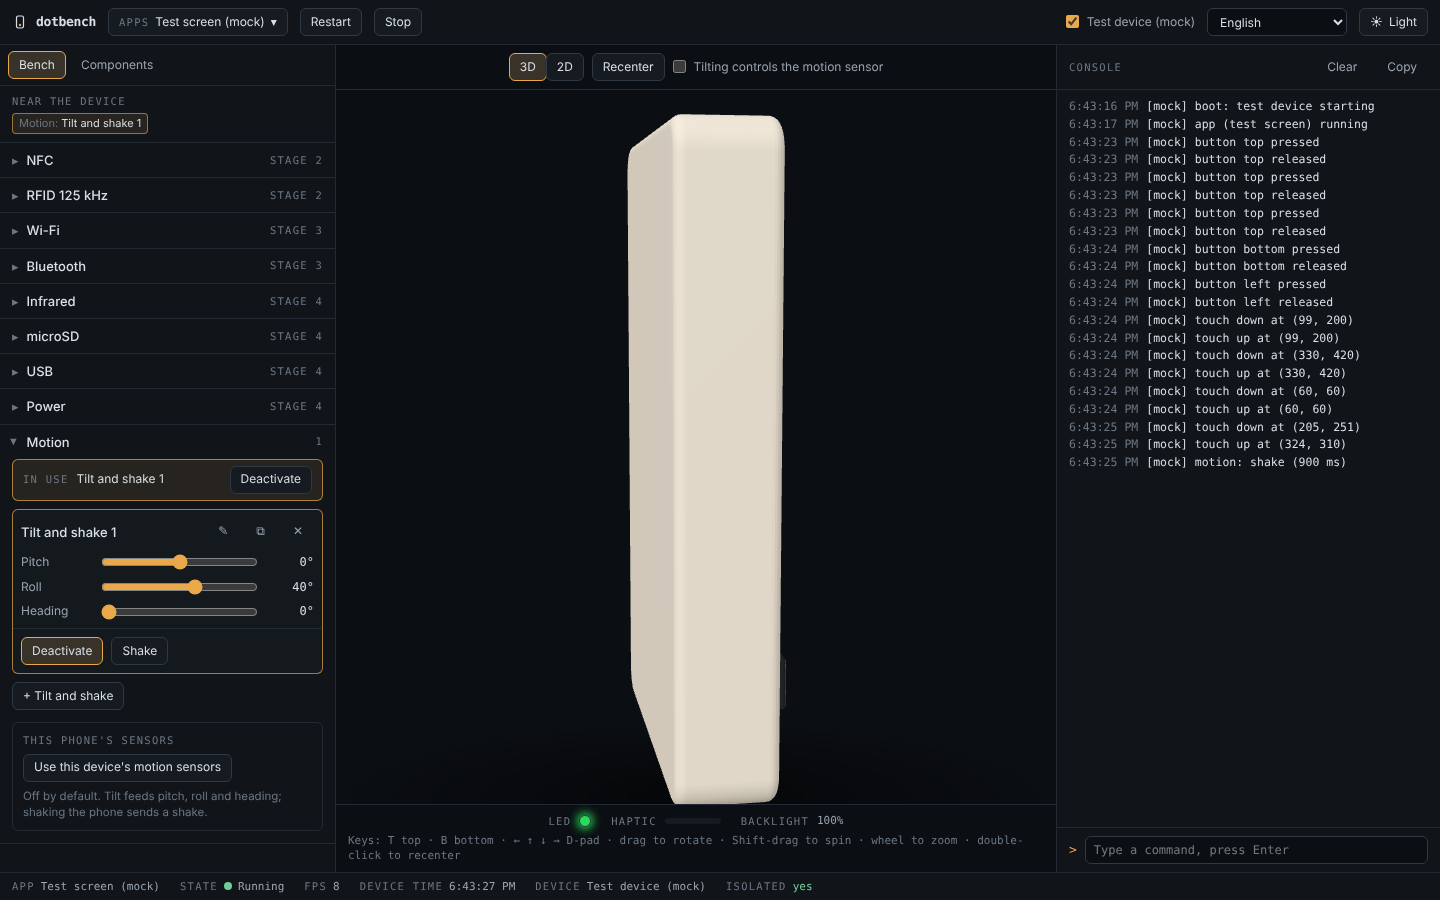 dotbench APPS Test screen (mock) ▾ Restart Stop Test device (mock) English ☀ Light
Bench Components
NEAR THE DEVICE
Motion: Tilt and shake 1
▸ NFC STAGE 2
▸ RFID 125 kHz STAGE 2
▸ Wi-Fi STAGE 3
▸ Bluetooth STAGE 3
▸ Infrared STAGE 4
▸ microSD STAGE 4
▸ USB STAGE 4
▸ Power STAGE 4
▾ Motion 1
IN USE Tilt and shake 1 Deactivate
Tilt and shake 1 ✎ ⧉ ✕
Pitch 0°
Roll 40°
Heading 0°
Deactivate Shake
+ Tilt and shake
THIS PHONE'S SENSORS
Use this device's motion sensors
Off by default. Tilt feeds pitch, roll and heading;
shaking the phone sends a shake.
3D 2D Recenter Tilting controls the motion sensor
LED HAPTIC BACKLIGHT 100%
Keys: T top · B bottom · ← ↑ ↓ → D-pad · drag to rotate · Shift-drag to spin · wheel to zoom · double-
click to recenter
CONSOLE Clear Copy
6:43:16 PM [mock] boot: test device starting
6:43:17 PM [mock] app (test screen) running
6:43:23 PM [mock] button top pressed
6:43:23 PM [mock] button top released
6:43:23 PM [mock] button top pressed
6:43:23 PM [mock] button top released
6:43:23 PM [mock] button top pressed
6:43:23 PM [mock] button top released
6:43:24 PM [mock] button bottom pressed
6:43:24 PM [mock] button bottom released
6:43:24 PM [mock] button left pressed
6:43:24 PM [mock] button left released
6:43:24 PM [mock] touch down at (99, 200)
6:43:24 PM [mock] touch up at (99, 200)
6:43:24 PM [mock] touch down at (330, 420)
6:43:24 PM [mock] touch up at (330, 420)
6:43:24 PM [mock] touch down at (60, 60)
6:43:24 PM [mock] touch up at (60, 60)
6:43:25 PM [mock] touch down at (205, 251)
6:43:25 PM [mock] touch up at (324, 310)
6:43:25 PM [mock] motion: shake (900 ms)
> Type a command, press Enter
APP Test screen (mock) STATE Running FPS 8 DEVICE TIME 6:43:27 PM DEVICE Test device (mock) ISOLATED yes